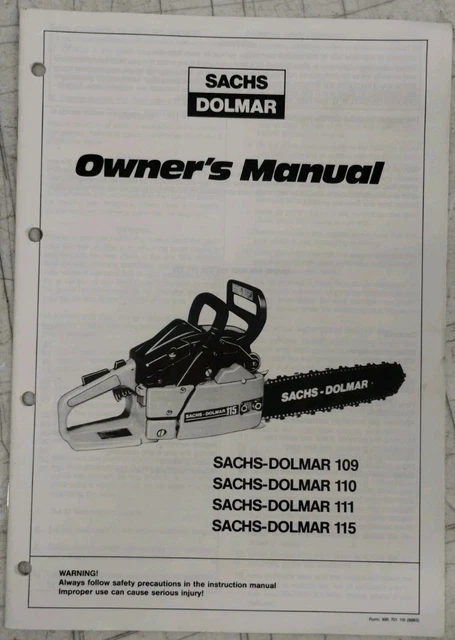 SACHS
DOLMAR
Owner's Manual
SACHS-DOLMAR
SACHS-DOLMAR 115
SACHS-DOLMAR 109
SACHS-DOLMAR 110
SACHS-DOLMAR 111
SACHS-DOLMAR 115
WARNING!
Always follow safety precautions in the instruction manual
Improper use can cause serious injury!